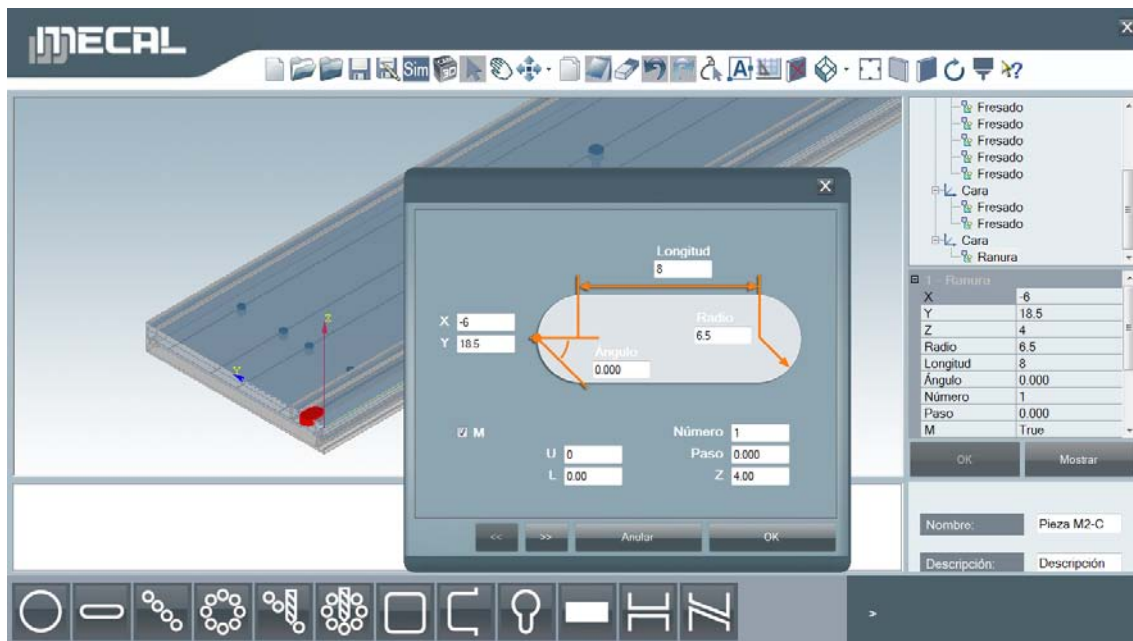 MECAL
X
Sim
3D
A
Fresado
Fresado
Fresado
Fresado
Fresado
Cara
Fresado
Fresado
Cara
Ranura
1 - Ranura
X -6
Y 18.5
Z 4
Radio 6.5
Longitud 8
Ángulo 0.000
Número 1
Paso 0.000
M True
OK Mostrar
Nombre: Pieza M2-C
Descripción: Descripción
Z
Y
X
Longitud
8
X -6
Y 18.5
Radio
6.5
Angulo
0.000
M
U 0
L 0.00
Número 1
Paso 0.000
Z 4.00
<< >> Anular OK
>